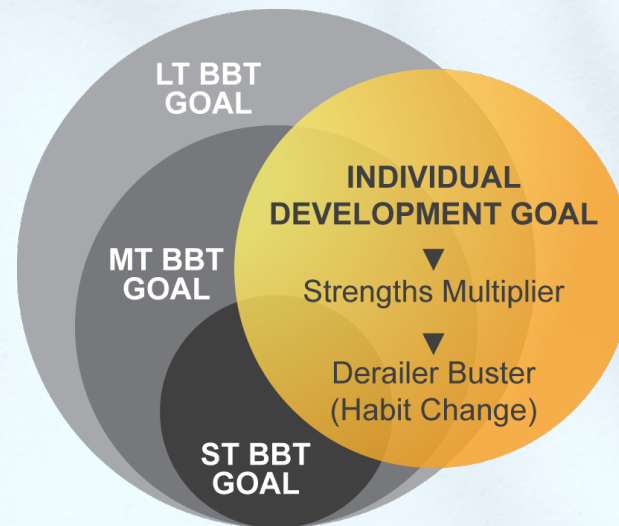 LT BBT
GOAL
INDIVIDUAL
DEVELOPMENT GOAL
▼
Strengths Multiplier
▼
Derailer Buster
(Habit Change)
MT BBT
GOAL
ST BBT
GOAL